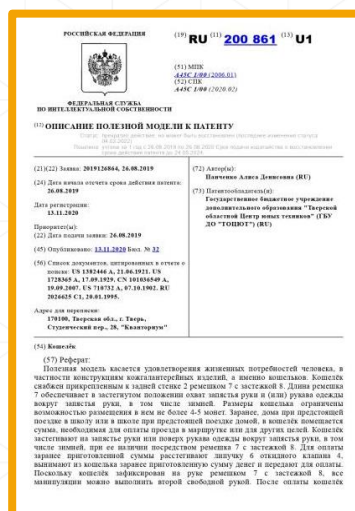 РОССИЙСКАЯ ФЕДЕРАЦИЯ
(19) RU (11) 200 861 (13) U1
(51) МПК
A45C 1/00 (2006.01)
(52) СПК
A45C 1/00 (2020.02)
ФЕДЕРАЛЬНАЯ СЛУЖБА
ПО ИНТЕЛЛЕКТУАЛЬНОЙ СОБСТВЕННОСТИ
(12) ОПИСАНИЕ ПОЛЕЗНОЙ МОДЕЛИ К ПАТЕНТУ
(21)(22) Заявка: 2019126864, 26.08.2019
(24) Дата начала отсчета срока действия патента:
26.08.2019
Дата регистрации:
13.11.2020
Приоритет(ы):
(22) Дата подачи заявки: 26.08.2019
(45) Опубликовано: 13.11.2020 Бюл. № 32
(56) Список документов, цитированных в отчете о
поиске: US 1382446 A, 21.06.1921. US
1728365 A, 17.09.1929. CN 101036549 A,
19.09.2007. US 710732 A, 07.10.1902. RU
2026625 C1, 20.01.1995.
Адрес для переписки:
170100, Тверская обл., г. Тверь,
Студенческий пер., 28, "Кванториум"
(72) Автор(ы):
Панченко Алиса Денисовна (RU)
(73) Патентообладатель(и):
Государственное бюджетное учреждение
дополнительного образования "Тверской
областной Центр юных техников" (ГБУ
ДО "ТОЦЮТ") (RU)
(54) Кошелёк
(57) Реферат:
Полезная модель касается удовлетворения жизненных потребностей человека, в
частности конструкциям кожгалантерейных изделий, а именно кошельков. Кошелёк
снабжен прикрепленным к задней стенке 2 ремешком 7 с застежкой 8. Длина ремешка
7 обеспечивает в застегнутом положении охват запястья руки и (или) рукава одежды
вокруг запястья руки, в том числе зимней. Размеры кошелька ограничены
возможностью размещения в нем не более 4-5 монет. Заранее, дома при предстоящей
поездке в школу или в школе при предстоящей поездке домой, в кошелёк помещается
сумма, необходимая для оплаты проезда в маршрутке или для других целей. Кошелёк
застегивают на запястье руки или поверх рукава одежды вокруг запястья руки, в том
числе зимней, при ее наличии посредством ремешка 7 с застежкой 8. Для оплаты
заранее приготовленной суммы расстегивают липучку 6 откидного клапана 4,
вынимают из кошелька заранее приготовленную сумму денег и передают для оплаты.
Поскольку кошелёк зафиксирован на руке ремешком 7 с застежкой 8, все
манипуляции можно выполнить второй свободной рукой. После оплаты кошелёк